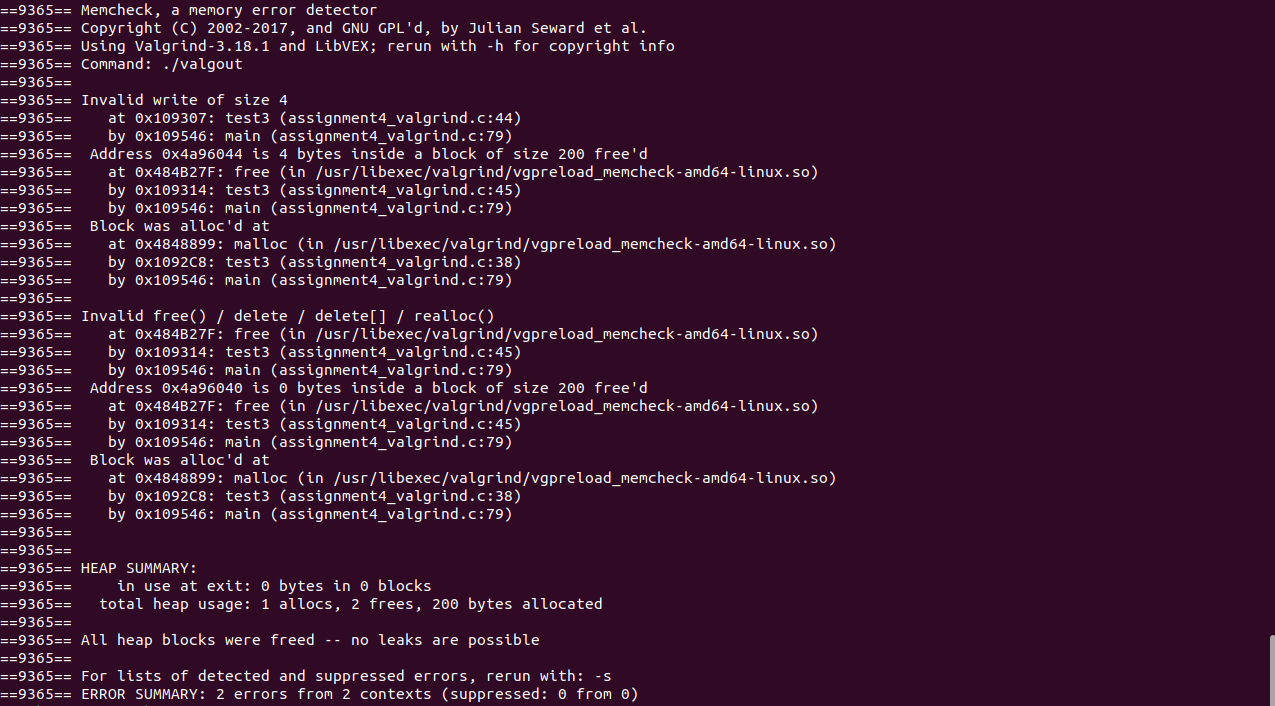 ==9365== Memcheck, a memory error detector
==9365== Copyright (C) 2002-2017, and GNU GPL'd, by Julian Seward et al.
==9365== Using Valgrind-3.18.1 and LibVEX; rerun with -h for copyright info
==9365== Command: ./valgout
==9365==
==9365== Invalid write of size 4
==9365==    at 0x109307: test3 (assignment4_valgrind.c:44)
==9365==    by 0x109546: main (assignment4_valgrind.c:79)
==9365==  Address 0x4a96044 is 4 bytes inside a block of size 200 free'd
==9365==    at 0x484B27F: free (in /usr/libexec/valgrind/vgpreload_memcheck-amd64-linux.so)
==9365==    by 0x109314: test3 (assignment4_valgrind.c:45)
==9365==    by 0x109546: main (assignment4_valgrind.c:79)
==9365==  Block was alloc'd at
==9365==    at 0x4848899: malloc (in /usr/libexec/valgrind/vgpreload_memcheck-amd64-linux.so)
==9365==    by 0x1092C8: test3 (assignment4_valgrind.c:38)
==9365==    by 0x109546: main (assignment4_valgrind.c:79)
==9365==
==9365== Invalid free() / delete / delete[] / realloc()
==9365==    at 0x484B27F: free (in /usr/libexec/valgrind/vgpreload_memcheck-amd64-linux.so)
==9365==    by 0x109314: test3 (assignment4_valgrind.c:45)
==9365==    by 0x109546: main (assignment4_valgrind.c:79)
==9365==  Address 0x4a96040 is 0 bytes inside a block of size 200 free'd
==9365==    at 0x484B27F: free (in /usr/libexec/valgrind/vgpreload_memcheck-amd64-linux.so)
==9365==    by 0x109314: test3 (assignment4_valgrind.c:45)
==9365==    by 0x109546: main (assignment4_valgrind.c:79)
==9365==  Block was alloc'd at
==9365==    at 0x4848899: malloc (in /usr/libexec/valgrind/vgpreload_memcheck-amd64-linux.so)
==9365==    by 0x1092C8: test3 (assignment4_valgrind.c:38)
==9365==    by 0x109546: main (assignment4_valgrind.c:79)
==9365==
==9365==
==9365== HEAP SUMMARY:
==9365==     in use at exit: 0 bytes in 0 blocks
==9365==   total heap usage: 1 allocs, 2 frees, 200 bytes allocated
==9365==
==9365== All heap blocks were freed -- no leaks are possible
==9365==
==9365== For lists of detected and suppressed errors, rerun with: -s
==9365== ERROR SUMMARY: 2 errors from 2 contexts (suppressed: 0 from 0)